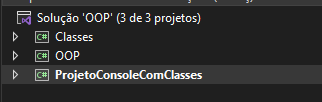 Solução 'OOP' (3 de 3 projetos)
C# Classes
C# OOP
C# ProjetoConsoleComClasses